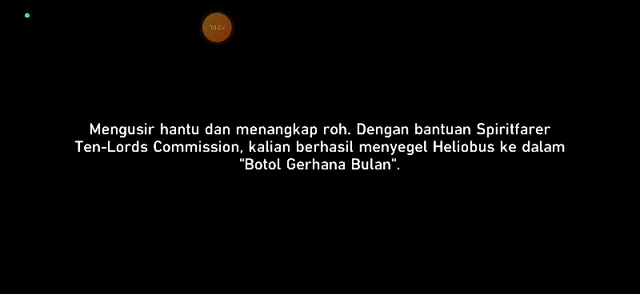 Mengusir hantu dan menangkap roh. Dengan bantuan Spiritfarer
Ten-Lords Commission, kalian berhasil menyegel Heliobus ke dalam
"Botol Gerhana Bulan".